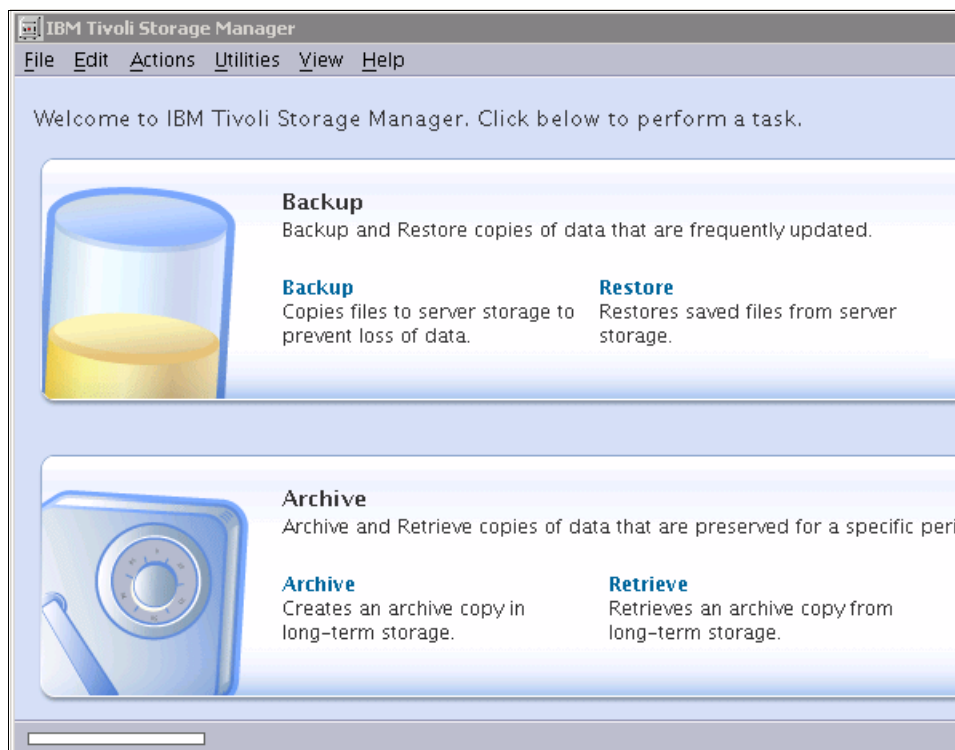 IBM Tivoli Storage Manager
File Edit Actions Utilities View Help
Welcome to IBM Tivoli Storage Manager. Click below to perform a task.
Backup
Backup and Restore copies of data that are frequently updated.
Backup
Copies files to server storage to
prevent loss of data.
Restore
Restores saved files from server
storage.
Archive
Archive and Retrieve copies of data that are preserved for a specific peri
Archive
Creates an archive copy in
long-term storage.
Retrieve
Retrieves an archive copy from
long-term storage.